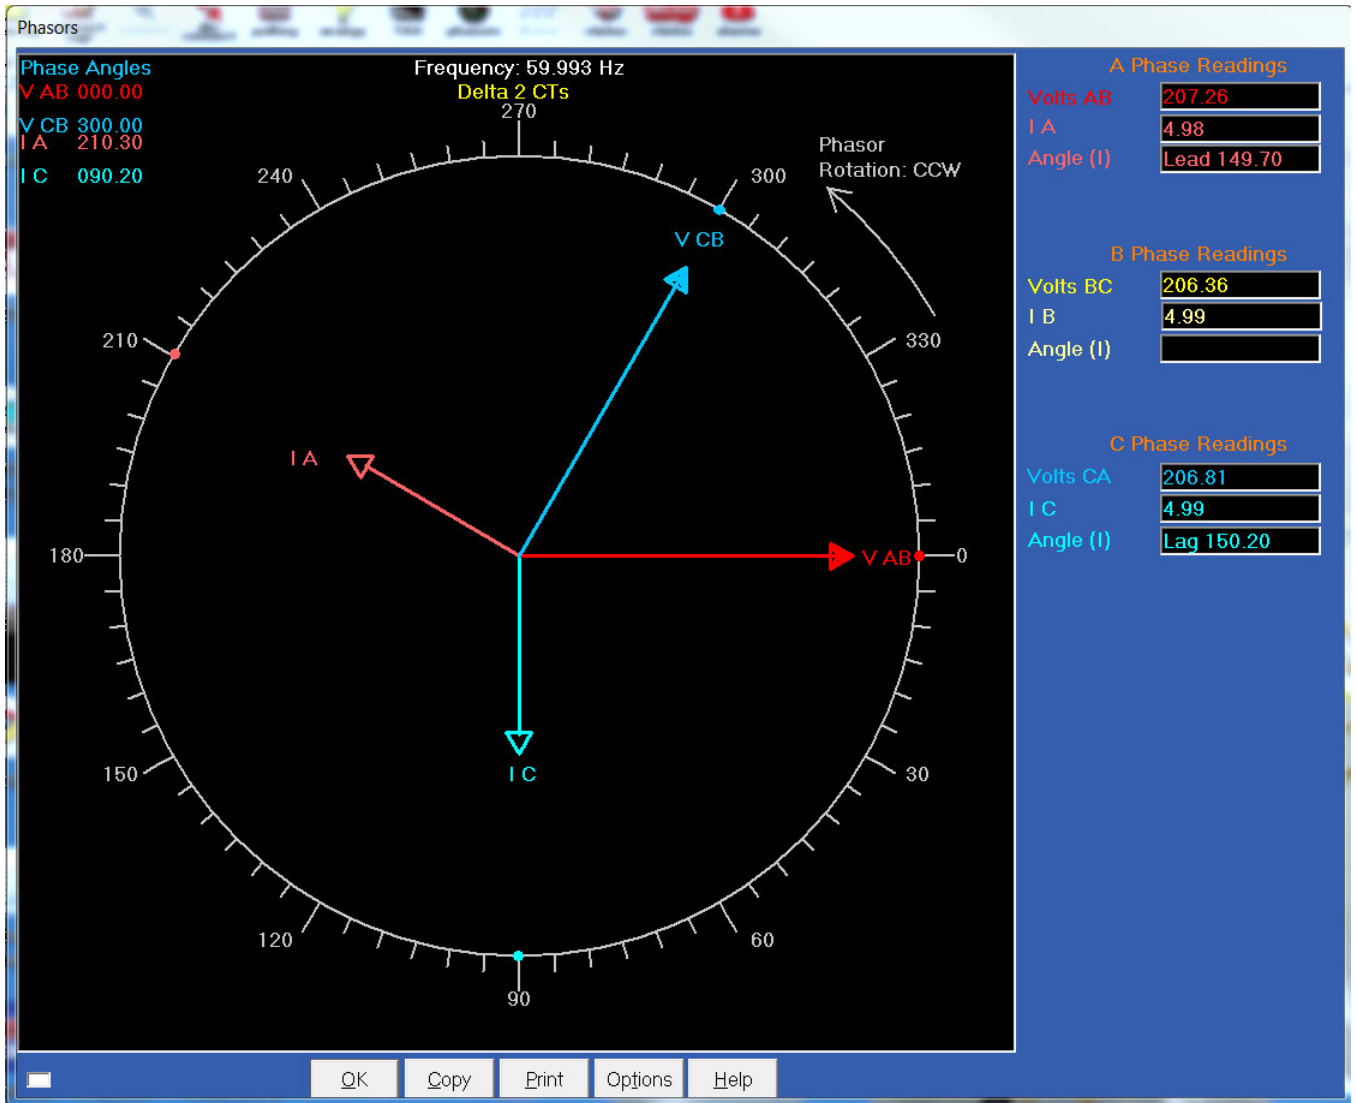 Phasors
Phase Angles
V AB 000.00
V CB 300.00
I A 210.30
I C 090.20
Frequency: 59.993 Hz
Delta 2 CTs
270
240
300
Phasor
Rotation: CCW
V CB
210
330
I A
180
V AB
0
150
30
I C
120
60
90
A Phase Readings
Volts AB 207.26
I A 4.98
Angle (I) Lead 149.70
B Phase Readings
Volts BC 206.36
I B 4.99
Angle (I)
C Phase Readings
Volts CA 206.81
I C 4.99
Angle (I) Lag 150.20
OK Copy Print Options Help